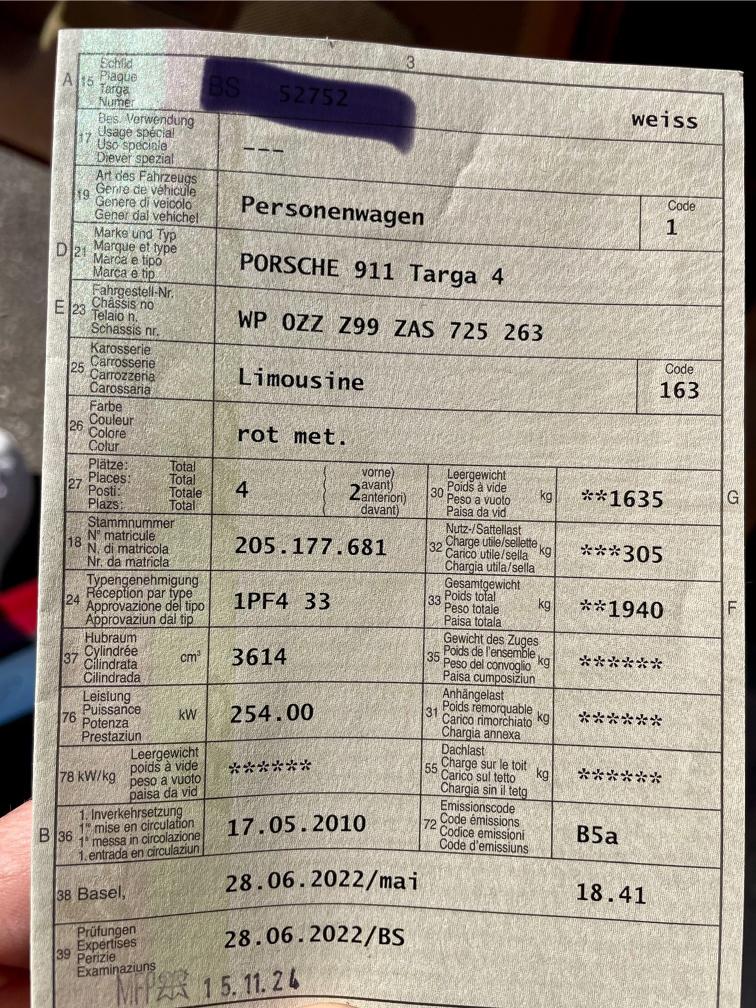 3
A 15 Schild Plaque Targa Numer BS 52752 weiss
17 Bes. Verwendung Usage spécial Uso speciale Diever spezial ---
19 Art des Fahrzeugs Genre de véhicule Genere di veicolo Gener dal vehichel Personenwagen Code 1
D 21 Marke und Typ Marque et type Marca e tipo Marca e tip PORSCHE 911 Targa 4
E 23 Fahrgestell-Nr. Châssis no Telaio n. Schassis nr. WP 0ZZ Z99 ZAS 725 263
25 Karosserie Carrosserie Carrozzeria Carossaria Limousine Code 163
26 Farbe Couleur Colore Colur rot met.
27 Plätze: Total Places: Total Posti: Totale Plazs: Total 4 ( 2 vorne) avant) anteriori) davant) 30 Leergewicht Poids à vide Peso a vuoto Paisa da vid kg **1635 G
18 Stammnummer N° matricule N. di matricola Nr. da matricla 205.177.681 32 Nutz-/Sattellast Charge utile/sellette Carico utile/sella Chargia utila/sella kg ***305
24 Typengenehmigung Réception par type Approvazione del tipo Approvaziun dal tip 1PF4 33 33 Gesamtgewicht Poids total Peso totale Paisa totala kg **1940 F
37 Hubraum Cylindrée Cilindrata Cilindrada cm³ 3614 35 Gewicht des Zuges Poids de l'ensemble Peso del convoglio Paisa cumposiziun kg ******
76 Leistung Puissance Potenza Prestaziun kW 254.00 31 Anhängelast Poids remorquable Carico rimorchiato Chargia annexa kg ******
78 kW/kg Leergewicht poids à vide peso a vuoto paisa da vid ****** 55 Dachlast Charge sur le toit Carico sul tetto Chargia sin il tetg kg ******
B 36 1. Inverkehrsetzung 1re mise en circulation 1a messa in circolazione 1. entrada en circulaziun 17.05.2010 72 Emissionscode Code émissions Codice emissioni Code d'emissiuns B5a
38 Basel, 28.06.2022/mai 18.41
39 Prüfungen Expertises Perizie Examinaziuns 28.06.2022/BS
15.11.24